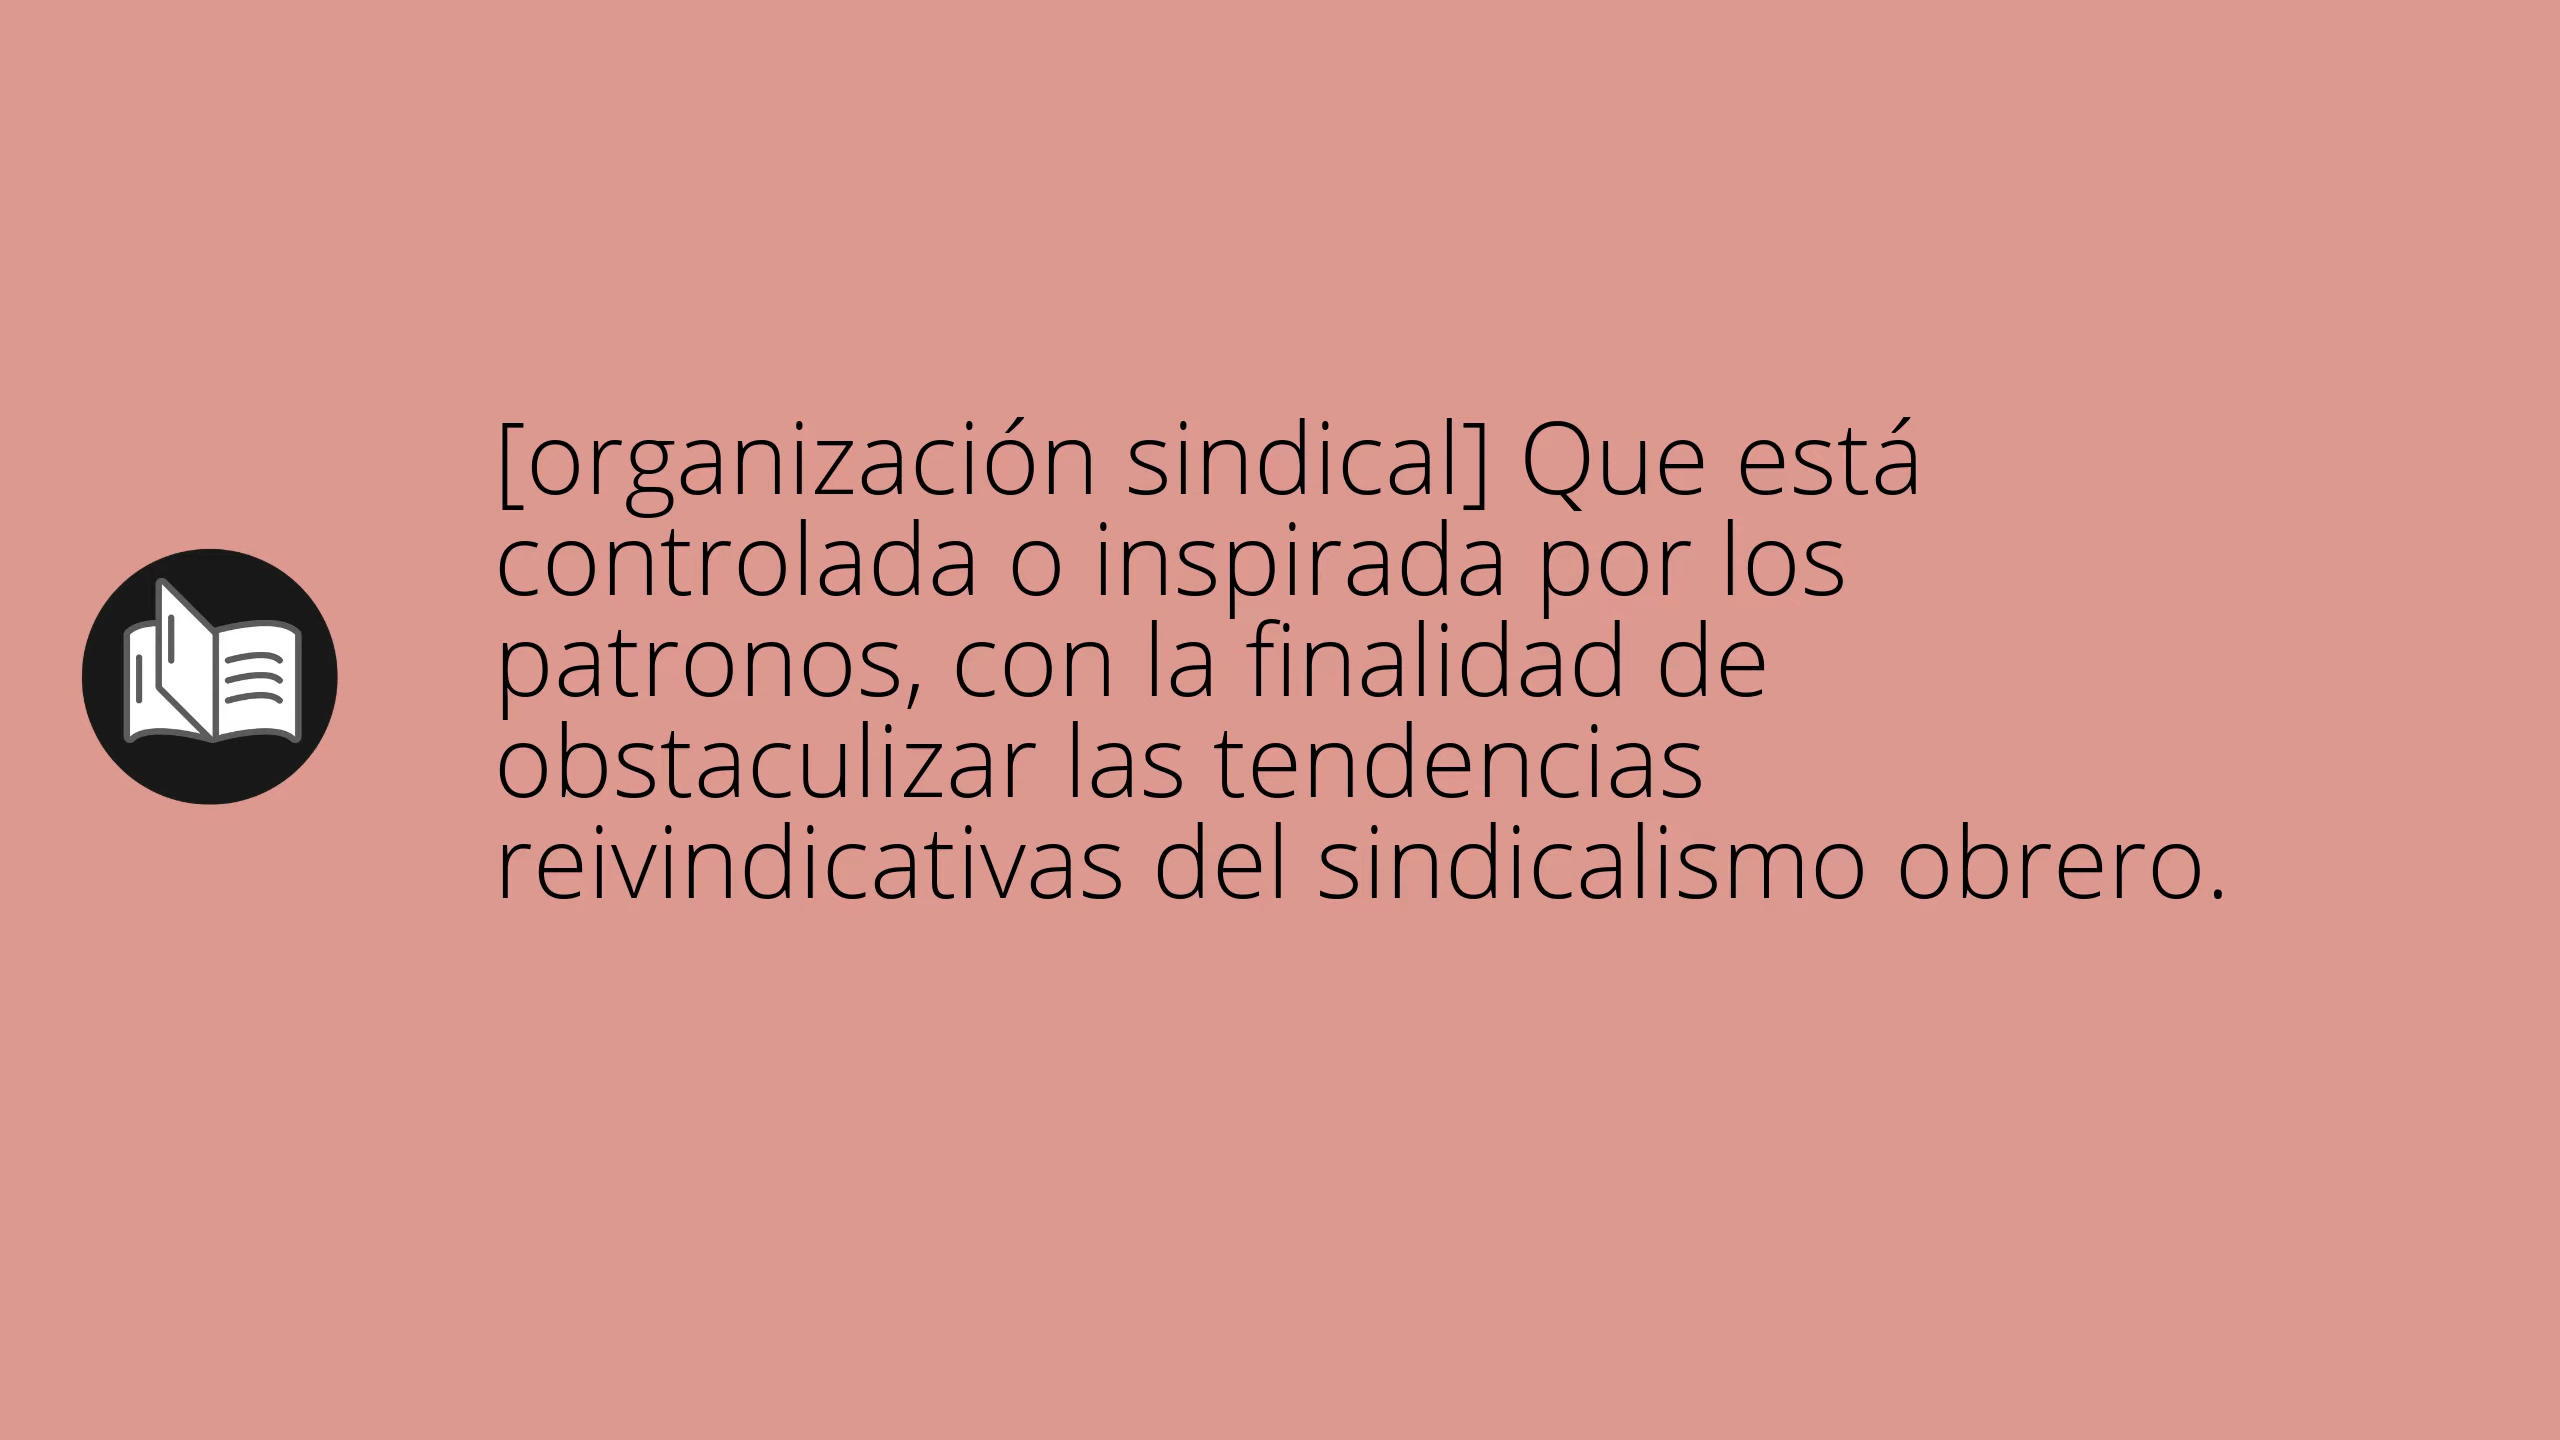 [organización sindical] Que está
controlada o inspirada por los
patronos, con la finalidad de
obstaculizar las tendencias
reivindicativas del sindicalismo obrero.